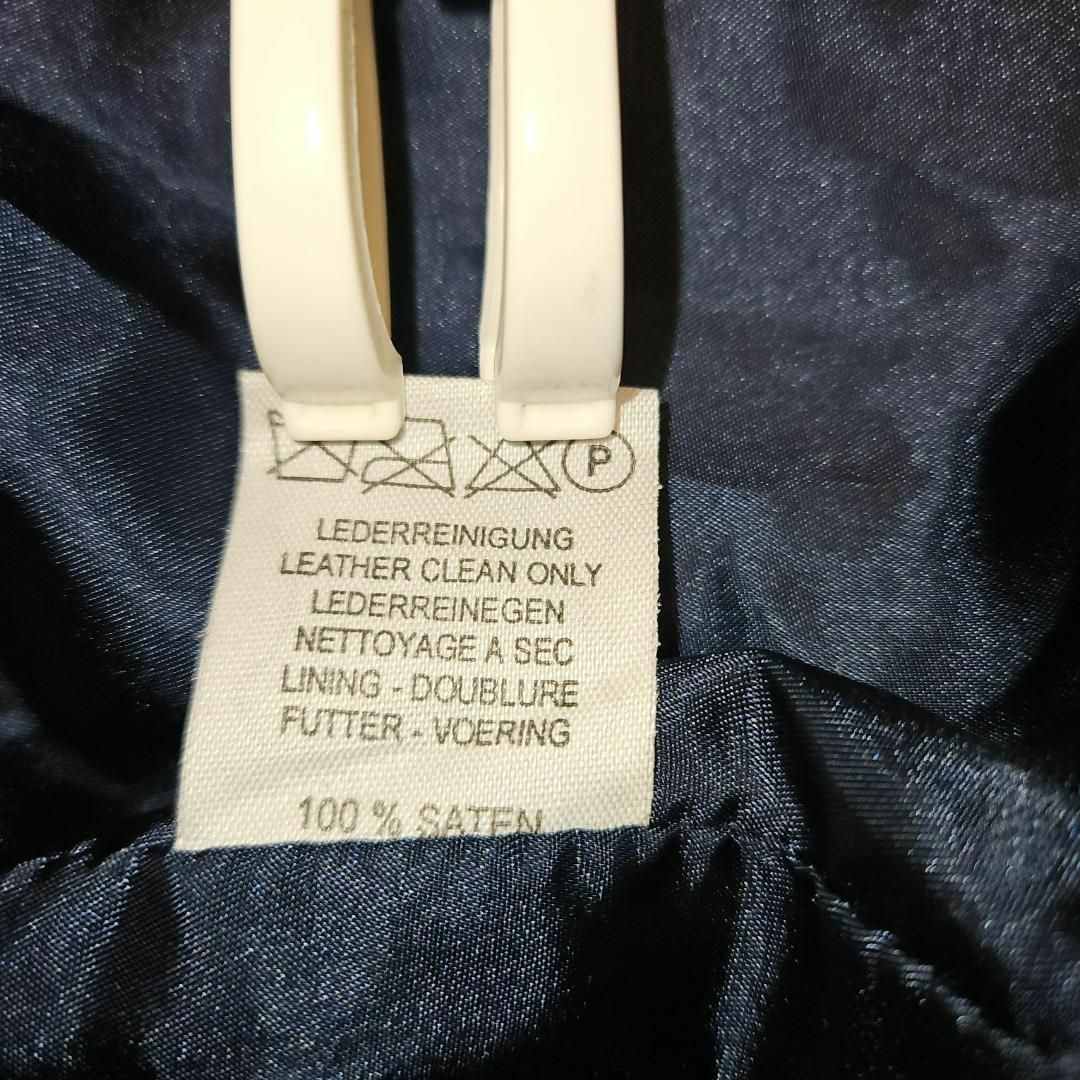 P
LEDERREINIGUNG
LEATHER CLEAN ONLY
LEDERREINEGEN
NETTOYAGE A SEC
LINING - DOUBLURE
FUTTER - VOERING
100 % SATEN